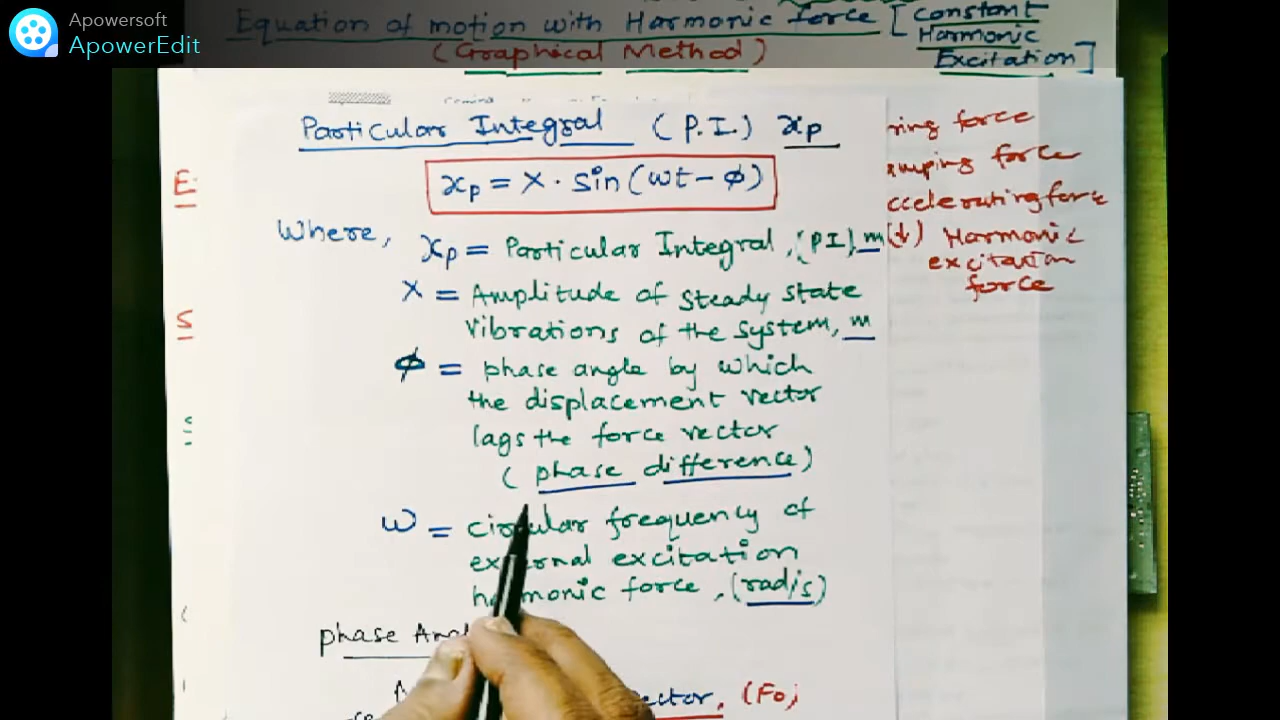 Apowersoft
ApowerEdit
Equation of motion with Harmonic force [Constant
Harmonic
Excitation]
(Graphical Method)
Particular Integral (P.I.) xp
xp = X · sin(ωt - ϕ)
Where,
xp = Particular Integral, (PI), m
X = Amplitude of steady state
vibrations of the system, m
ϕ = phase angle by which
the displacement vector
lags the force vector
(phase difference)
ω = circular frequency of
external excitation
harmonic force, (rad/s)
phase
(Fo)
force
force
force
(↓) Harmonic
excitation
force
E:
S